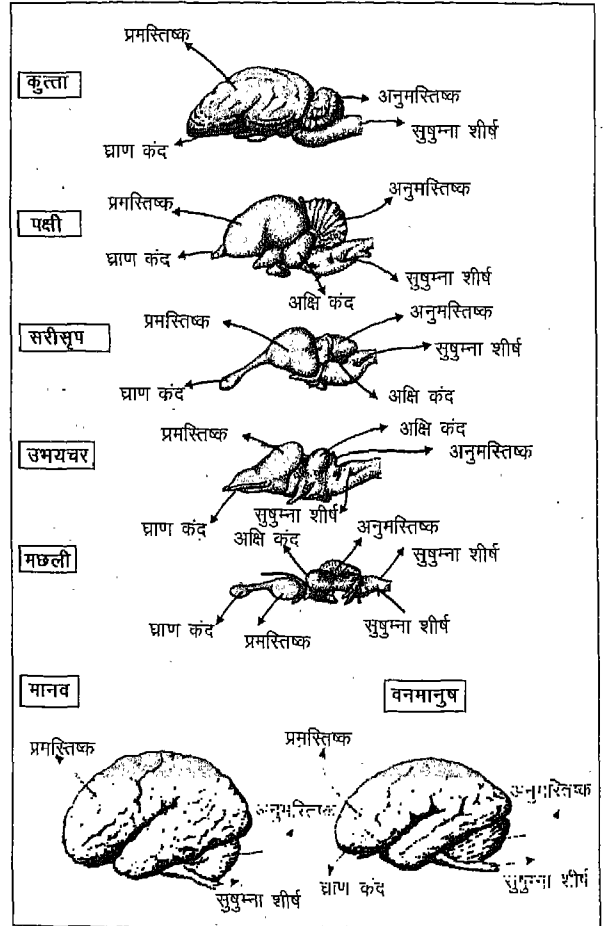 प्रमस्तिष्क
कुत्ता
अनुमस्तिष्क
सुषुम्ना शीर्ष
घ्राण कंद
प्रमस्तिष्क
अनुमस्तिष्क
पक्षी
घ्राण कंद
सुषुम्ना शीर्ष
अक्षि कंद
प्रमस्तिष्क
अनुमस्तिष्क
सरीसृप
सुषुम्ना शीर्ष
घ्राण कंद
अक्षि कंद
प्रमस्तिष्क
अक्षि कंद
उभयचर
अनुमस्तिष्क
सुषुम्ना शीर्ष
घ्राण कंद
अक्षि कंद
अनुमस्तिष्क
मछली
सुषुम्ना शीर्ष
घ्राण कंद
प्रमस्तिष्क
सुषुम्ना शीर्ष
मानव
वनमानुष
प्रमस्तिष्क
प्रमस्तिष्क
अनुमस्तिष्क
अनुमस्तिष्क
सुषुम्ना शीर्ष
घ्राण कंद
सुषुम्ना शीर्ष